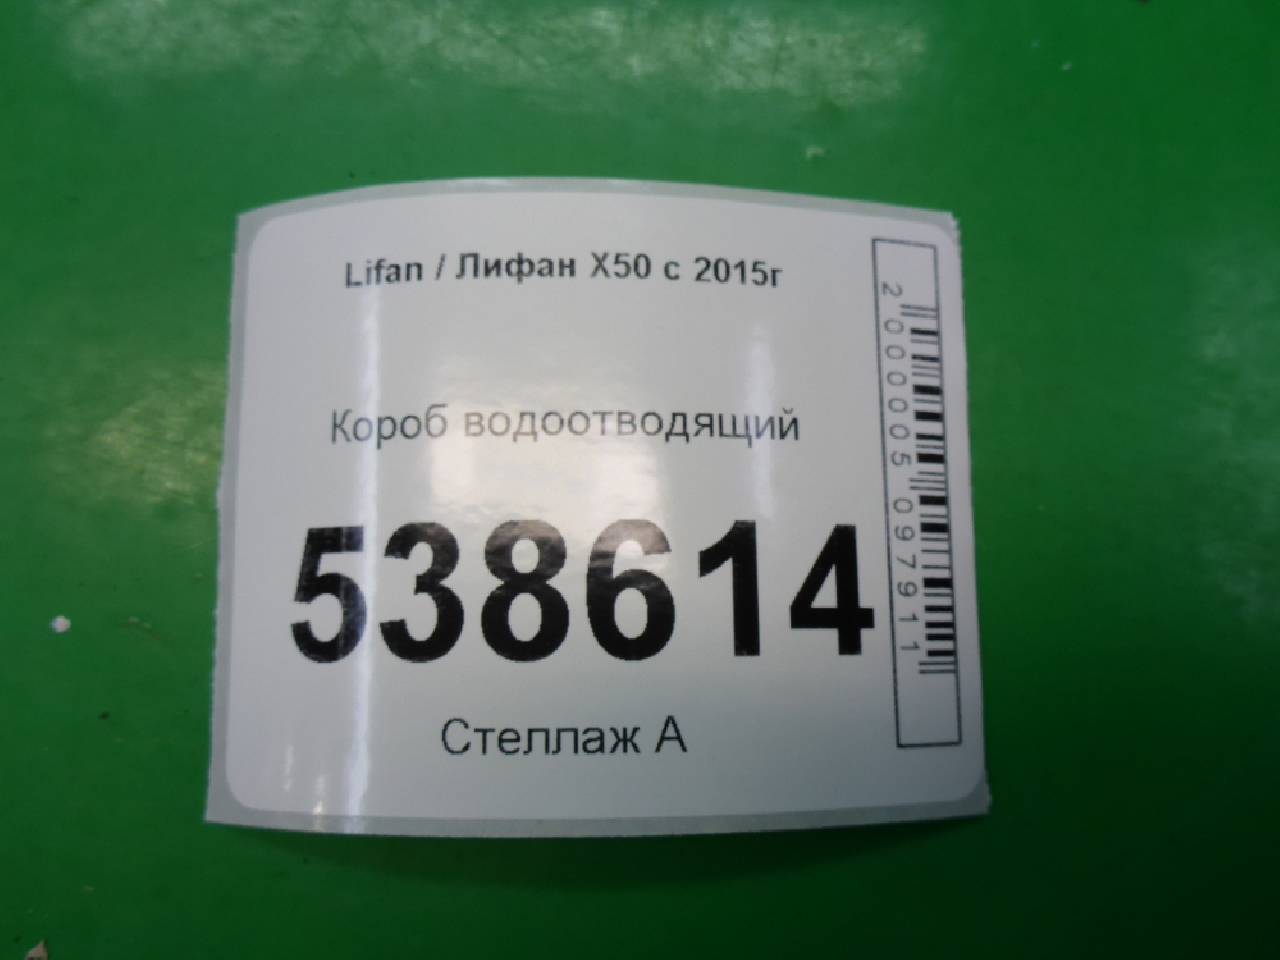 Lifan / Лифан X50 с 2015г
Короб водоотводящий
538614
Стеллаж А
2000005097911